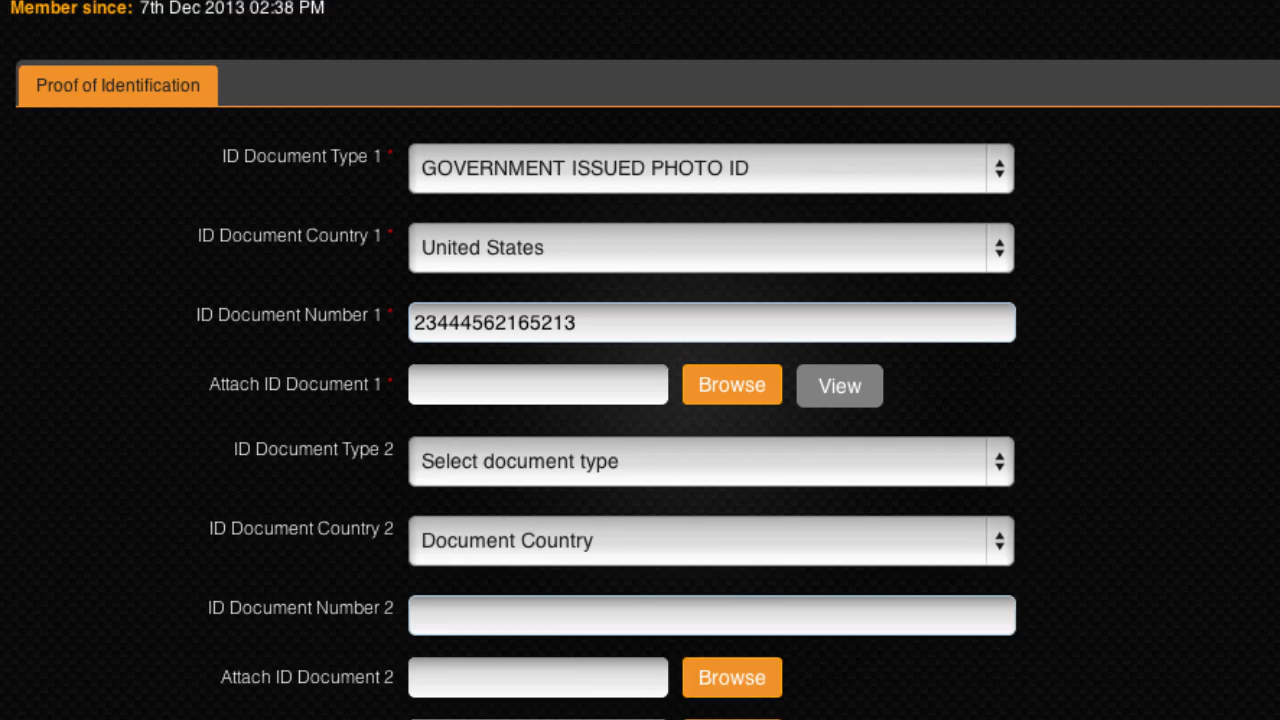 Member since: 7th Dec 2013 02:38 PM
Proof of Identification
ID Document Type 1 *
GOVERNMENT ISSUED PHOTO ID
ID Document Country 1 *
United States
ID Document Number 1 *
23444562165213
Attach ID Document 1 *
Browse
View
ID Document Type 2
Select document type
ID Document Country 2
Document Country
ID Document Number 2
Attach ID Document 2
Browse